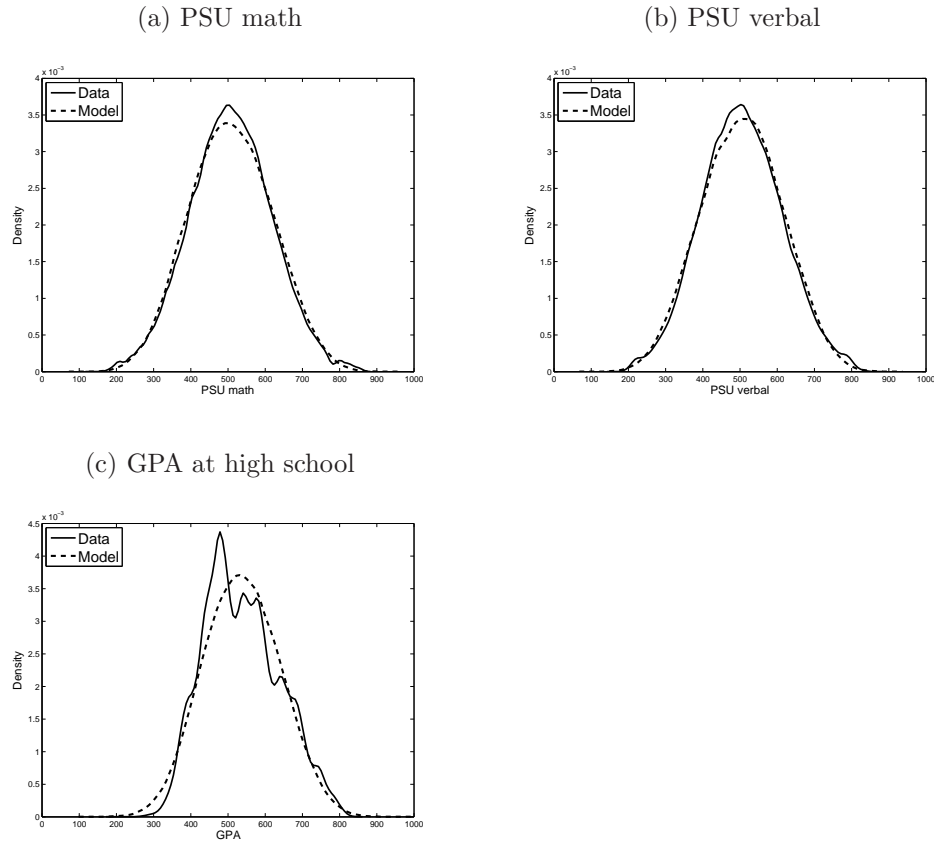 (a) PSU math
x 10⁻³
4
3.5
3
2.5
2
1.5
1
0.5
0
Density
Data
Model
0 100 200 300 400 500 600 700 800 900 1000
PSU math
(b) PSU verbal
x 10⁻³
4
3.5
3
2.5
2
1.5
1
0.5
0
Density
Data
Model
0 100 200 300 400 500 600 700 800 900 1000
PSU verbal
(c) GPA at high school
x 10⁻³
4.5
4
3.5
3
2.5
2
1.5
1
0.5
0
Density
Data
Model
0 100 200 300 400 500 600 700 800 900 1000
GPA